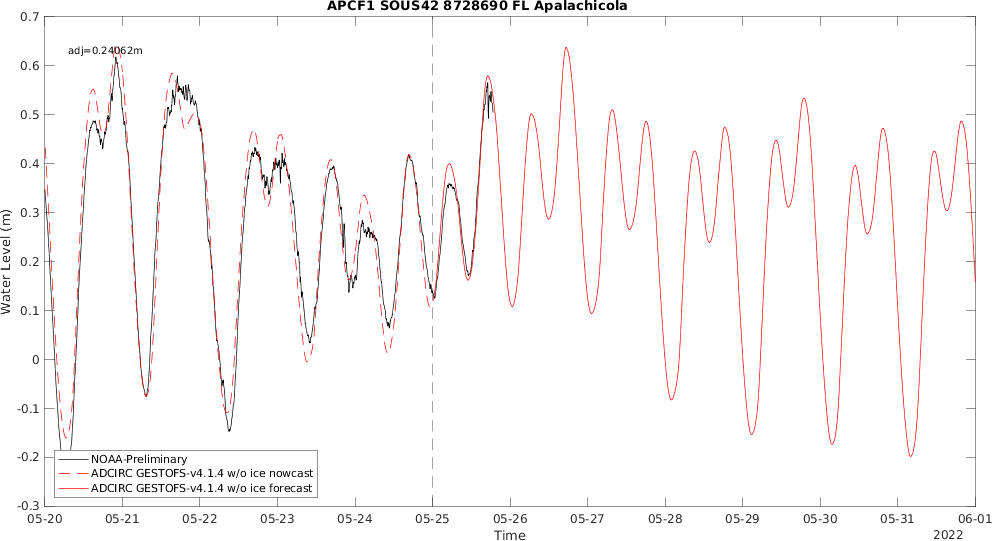 APCF1 SOUS42 8728690 FL Apalachicola
adj=0.24062m
0.7
0.6
0.5
0.4
0.3
0.2
0.1
0
-0.1
-0.2
-0.3
Water Level (m)
NOAA-Preliminary
ADCIRC GESTOFS-v4.1.4 w/o ice nowcast
ADCIRC GESTOFS-v4.1.4 w/o ice forecast
05-20 05-21 05-22 05-23 05-24 05-25 05-26 05-27 05-28 05-29 05-30 05-31 06-01
Time
2022